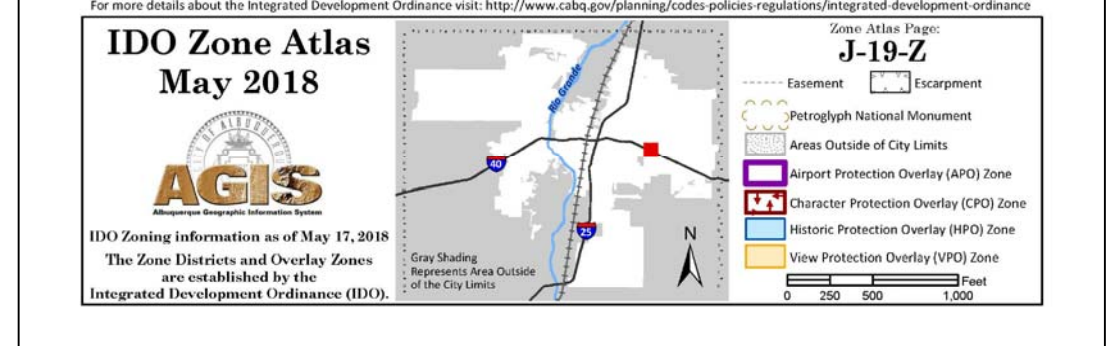 For more details about the Integrated Development Ordinance visit: http://www.cabq.gov/planning/codes-policies-regulations/integrated-development-ordinance
IDO Zone Atlas
May 2018
CITY OF ALBUQUERQUE
AGIS
Albuquerque Geographic Information System
IDO Zoning information as of May 17, 2018
The Zone Districts and Overlay Zones
are established by the
Integrated Development Ordinance (IDO).
Rio Grande
40
25
Gray Shading
Represents Area Outside
of the City Limits
N
Zone Atlas Page:
J-19-Z
Easement
Escarpment
Petroglyph National Monument
Areas Outside of City Limits
Airport Protection Overlay (APO) Zone
Character Protection Overlay (CPO) Zone
Historic Protection Overlay (HPO) Zone
View Protection Overlay (VPO) Zone
Feet
0 250 500 1,000